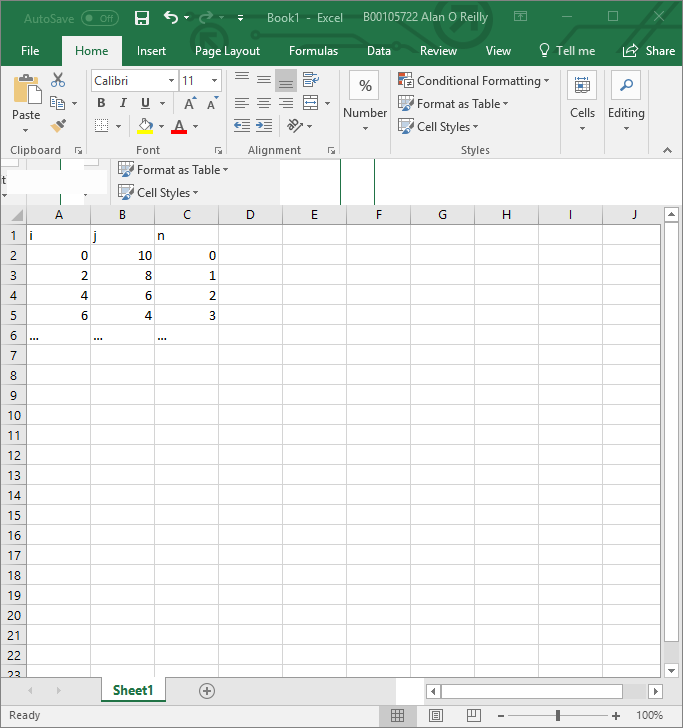 AutoSave Off Book1 - Excel B00105722 Alan O Reilly
File Home Insert Page Layout Formulas Data Review View Tell me Share
Paste
Calibri 11
B I U A A
A
%
Number
Conditional Formatting
Format as Table
Cell Styles
Cells
Editing
Clipboard Font Alignment Styles
t
Format as Table
Cell Styles
A B C D E F G H I J
1 i j n
2 0 10 0
3 2 8 1
4 4 6 2
5 6 4 3
6 ... ... ...
7
8
9
10
11
12
13
14
15
16
17
18
19
20
21
22
23
Sheet1
Ready 100%